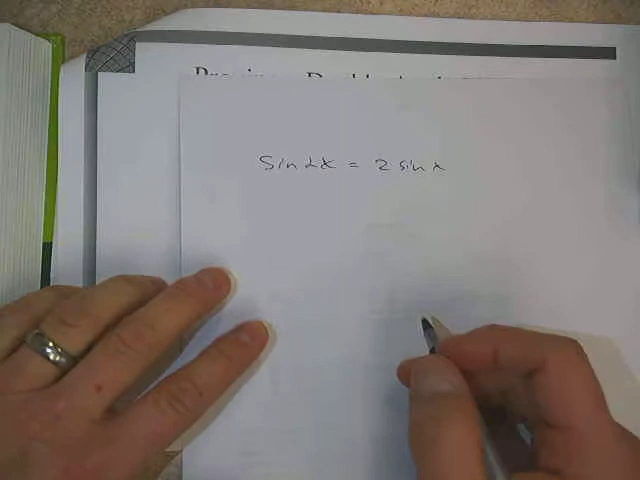 sin 2x = 2 sin x